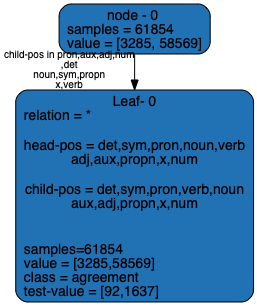 node - 0
samples = 61854
value = [3285, 58569]
child-pos in pron,aux,adj,num
,det
noun,sym,propn
x,verb
Leaf- 0
relation = *
head-pos = det,sym,pron,noun,verb
adj,aux,propn,x,num
child-pos = det,sym,pron,verb,noun
aux,adj,propn,x,num
samples=61854
value = [3285,58569]
class = agreement
test-value = [92,1637]